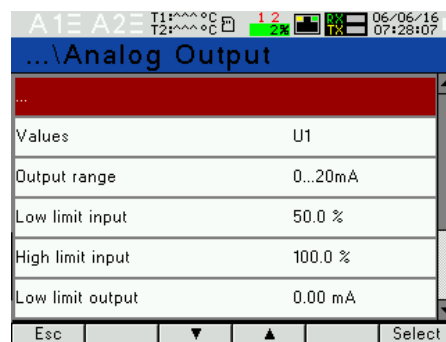 A1 A2 T1:^^^°C 1 2 RX 06/06/16
T2:^^^°C 2% TX 07:28:07
...\Analog Output
...
Values U1
Output range 0...20mA
Low limit input 50.0 %
High limit input 100.0 %
Low limit output 0.00 mA
Esc ▼ ▲ Select